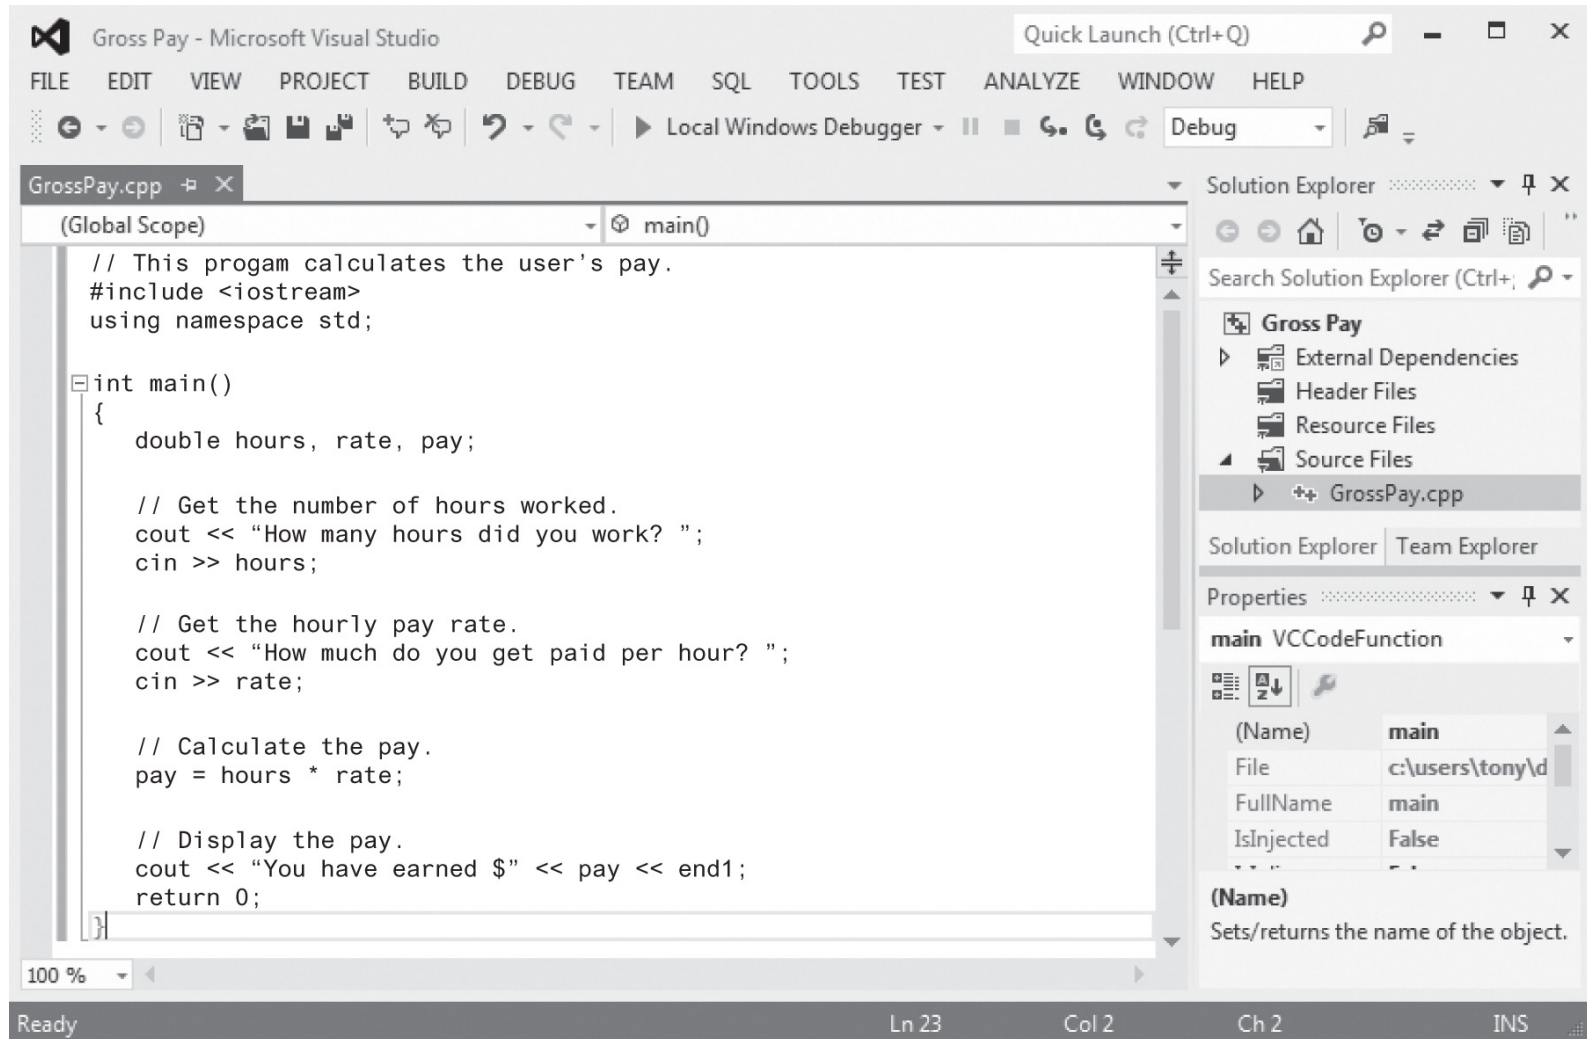 Gross Pay - Microsoft Visual Studio
Quick Launch (Ctrl+Q)
FILE EDIT VIEW PROJECT BUILD DEBUG TEAM SQL TOOLS TEST ANALYZE WINDOW HELP
Local Windows Debugger
Debug
GrossPay.cpp
(Global Scope)
main()
// This progam calculates the user’s pay.
#include <iostream>
using namespace std;
int main()
{
double hours, rate, pay;
// Get the number of hours worked.
cout << “How many hours did you work? ”;
cin >> hours;
// Get the hourly pay rate.
cout << “How much do you get paid per hour? ”;
cin >> rate;
// Calculate the pay.
pay = hours * rate;
// Display the pay.
cout << “You have earned $” << pay << end1;
return 0;
}
100 %
Solution Explorer
Search Solution Explorer (Ctrl+;
Gross Pay
External Dependencies
Header Files
Resource Files
Source Files
GrossPay.cpp
Solution Explorer Team Explorer
Properties
main VCCodeFunction
(Name) main
File c:\users\tony\d
FullName main
IsInjected False
(Name)
Sets/returns the name of the object.
Ready Ln 23 Col 2 Ch 2 INS